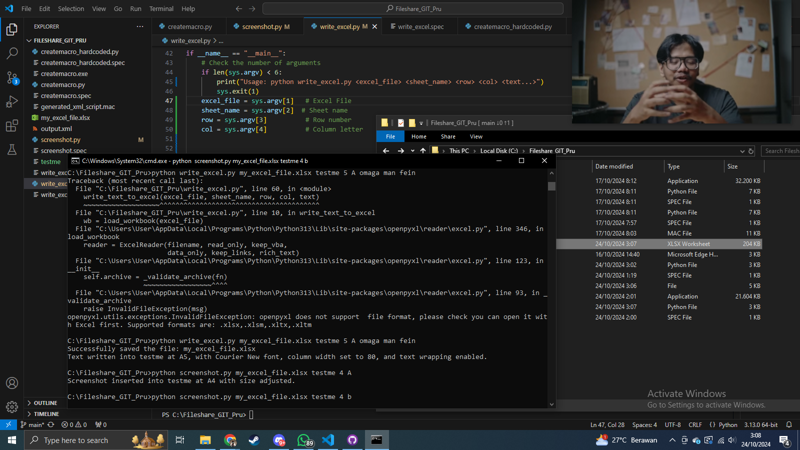 File Edit Selection View Go Run Terminal Help
Fileshare_GIT_Pru
EXPLORER
createmacro.py
screenshot.py M
write_excel.py M
write_excel.spec
createmacro_hardcoded.py
write_excel.py > ...
FILESHARE_GIT_PRU
createmacro_hardcoded.py
createmacro_hardcoded.spec
createmacro.exe
createmacro.py
createmacro.spec
generated_xml_script.mac
my_excel_file.xlsx
output.xml
screenshot.py M
screenshot.spec
testme
42 if __name__ == "__main__":
43 # Check the number of arguments
44 if len(sys.argv) < 6:
45 print("Usage: python write_excel.py <excel_file> <sheet_name> <row> <col> <text...>")
46 sys.exit(1)
47 excel_file = sys.argv[1] # Excel File
48 sheet_name = sys.argv[2] # Sheet name
49 row = sys.argv[3] # Row number
50 col = sys.argv[4] # Column letter
51
52
Fileshare_GIT_Pru [ main ↓0 ↑1 ]
File Home Share View
This PC > Local Disk (C:) > Fileshare_GIT_Pru
Search Fileshare
Date modified Type Size
17/10/2024 8:12 Application 32.200 KB
17/10/2024 8:11 Python File 7 KB
17/10/2024 8:11 SPEC File 1 KB
17/10/2024 8:11 Python File 7 KB
17/10/2024 7:57 SPEC File 1 KB
17/10/2024 8:03 MAC File 11 KB
24/10/2024 3:07 XLSX Worksheet 204 KB
16/10/2024 14:40 Microsoft Edge H... 3 KB
24/10/2024 3:02 Python File 3 KB
24/10/2024 1:19 SPEC File 1 KB
24/10/2024 3:06 File 5 KB
24/10/2024 2:01 Application 21.604 KB
24/10/2024 3:07 Python File 3 KB
24/10/2024 2:00 SPEC File 1 KB
C:\Windows\System32\cmd.exe - python screenshot.py my_excel_file.xlsx testme 4 b
C:\Fileshare_GIT_Pru>python write_excel.py my_excel_file.xlsx testme 5 A omaga man fein
Traceback (most recent call last):
File "C:\Fileshare_GIT_Pru\write_excel.py", line 60, in <module>
write_text_to_excel(excel_file, sheet_name, row, col, text)
File "C:\Fileshare_GIT_Pru\write_excel.py", line 10, in write_text_to_excel
wb = load_workbook(excel_file)
File "C:\Users\User\AppData\Local\Programs\Python\Python313\Lib\site-packages\openpyxl\reader\excel.py", line 346, in
load_workbook
reader = ExcelReader(filename, read_only, keep_vba,
data_only, keep_links, rich_text)
File "C:\Users\User\AppData\Local\Programs\Python\Python313\Lib\site-packages\openpyxl\reader\excel.py", line 123, in
__init__
self.archive = _validate_archive(fn)
File "C:\Users\User\AppData\Local\Programs\Python\Python313\Lib\site-packages\openpyxl\reader\excel.py", line 93, in _
validate_archive
raise InvalidFileException(msg)
openpyxl.utils.exceptions.InvalidFileException: openpyxl does not support  file format, please check you can open it wit
h Excel first. Supported formats are: .xlsx,.xlsm,.xltx,.xltm
C:\Fileshare_GIT_Pru>python write_excel.py my_excel_file.xlsx testme 5 A omaga man fein
Successfully saved the file: my_excel_file.xlsx
Text written into testme at A5, with Courier New font, column width set to 80, and text wrapping enabled.
C:\Fileshare_GIT_Pru>python screenshot.py my_excel_file.xlsx testme 4 A
Screenshot inserted into testme at A4 with size adjusted.
C:\Fileshare_GIT_Pru>python screenshot.py my_excel_file.xlsx testme 4 b
PS C:\Fileshare_GIT_Pru>
OUTLINE
TIMELINE
Activate Windows
Go to Settings to activate Windows.
main* 0 0 0 Ln 47, Col 28 Spaces: 4 UTF-8 CRLF Python 3.13.0 64-bit
Type here to search
27°C Berawan
3:08
24/10/2024